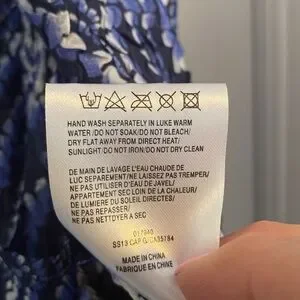 HAND WASH SEPARATELY IN LUKE WARM
WATER /DO NOT SOAK/DO NOT BLEACH/
DRY FLAT AWAY FROM DIRECT HEAT/
SUNLIGHT/DO NOT IRON/DO NOT DRY CLEAN
DE MAIN DE LAVAGE L'EAU CHAUDE DE
LUC SEPAREMENT/NE LAISSEZ PAS TREMPER/
NE PAS UTILISER D'EAU DE JAVEL/
APPARTEMENT SEC LOIN DE LA CHALEUR/
DE LUMIERE DU SOLEIL DIRECTES/
NE PAS REPASSER/
NE PAS NETTOYER A SEC
SS13 CAP
MADE IN CHINA
FABRIQUE EN CHINE